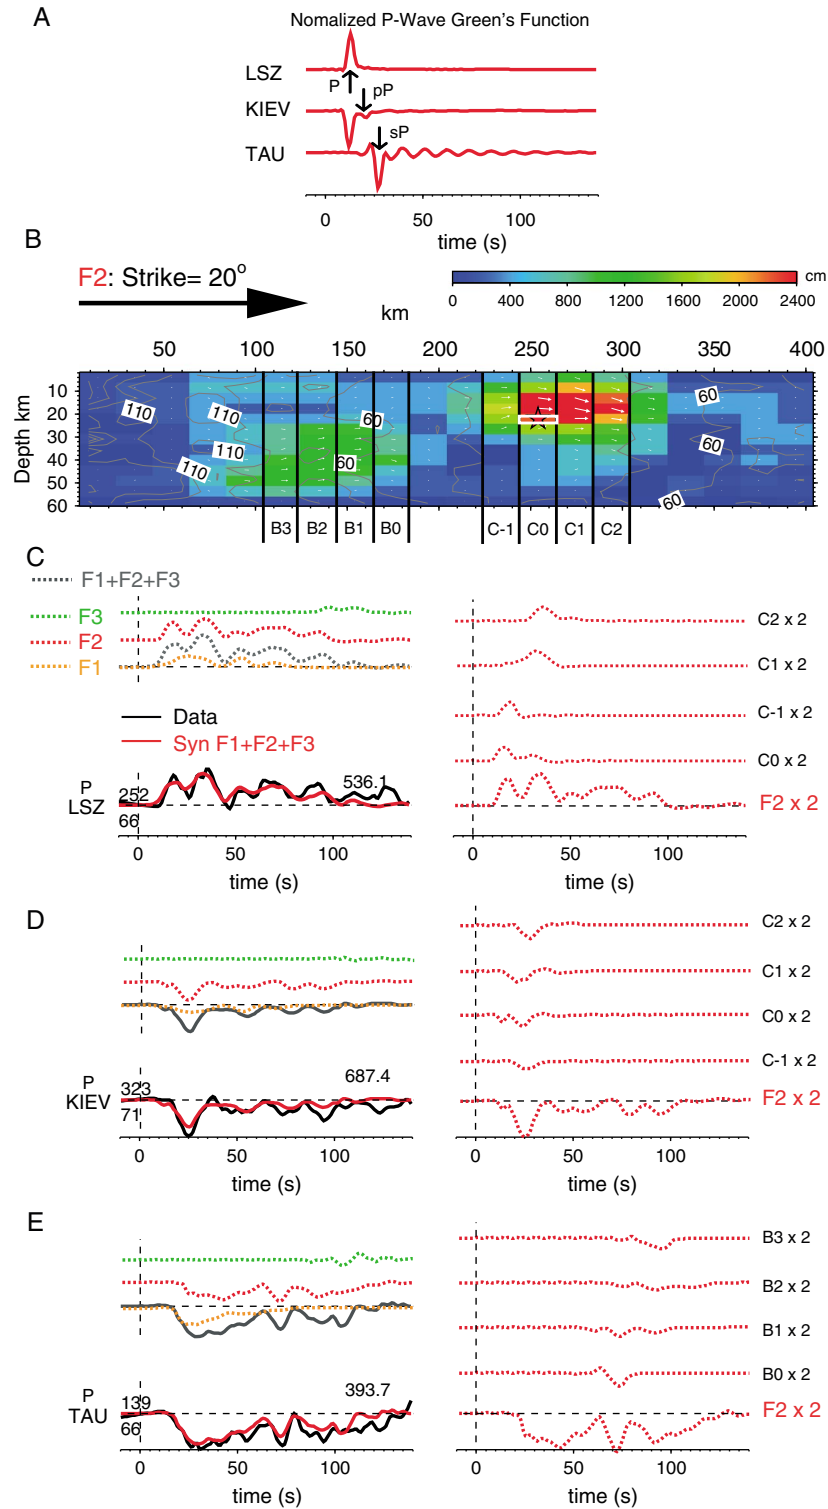 A
Nomalized P-Wave Green's Function
LSZ
P
pP
KIEV
sP
TAU
0 50 100
time (s)
B
F2: Strike= 20o
cm
0 400 800 1200 1600 2000 2400
km
50 100 150 200 250 300 350 400
Depth km
10
20
30
40
50
60
110 110 110 110 60 60 60 60 60
B3 B2 B1 B0 C-1 C0 C1 C2
C
F1+F2+F3
F3
F2
F1
Data
Syn F1+F2+F3
P
LSZ
252
66
536.1
0 50 100
time (s)
C2 x 2
C1 x 2
C-1 x 2
C0 x 2
F2 x 2
0 50 100
time (s)
D
P
KIEV
323
71
687.4
0 50 100
time (s)
C2 x 2
C1 x 2
C0 x 2
C-1 x 2
F2 x 2
0 50 100
time (s)
E
P
TAU
139
66
393.7
0 50 100
time (s)
B3 x 2
B2 x 2
B1 x 2
B0 x 2
F2 x 2
0 50 100
time (s)